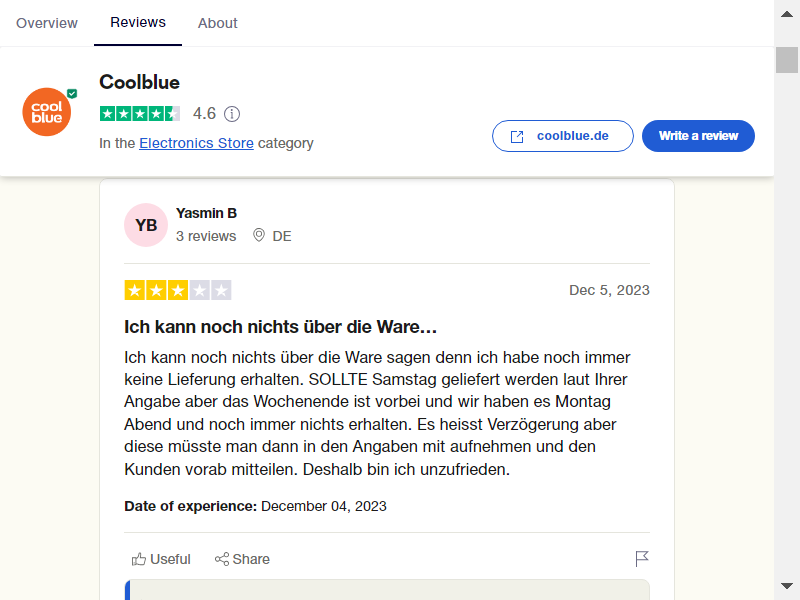 Overview
Reviews
About
cool
blue
Coolblue
4.6
In the Electronics Store category
coolblue.de
Write a review
YB
Yasmin B
3 reviews
DE
Dec 5, 2023
Ich kann noch nichts über die Ware…
Ich kann noch nichts über die Ware sagen denn ich habe noch immer
keine Lieferung erhalten. SOLLTE Samstag geliefert werden laut Ihrer
Angabe aber das Wochenende ist vorbei und wir haben es Montag
Abend und noch immer nichts erhalten. Es heisst Verzögerung aber
diese müsste man dann in den Angaben mit aufnehmen und den
Kunden vorab mitteilen. Deshalb bin ich unzufrieden.
Date of experience: December 04, 2023
Useful
Share